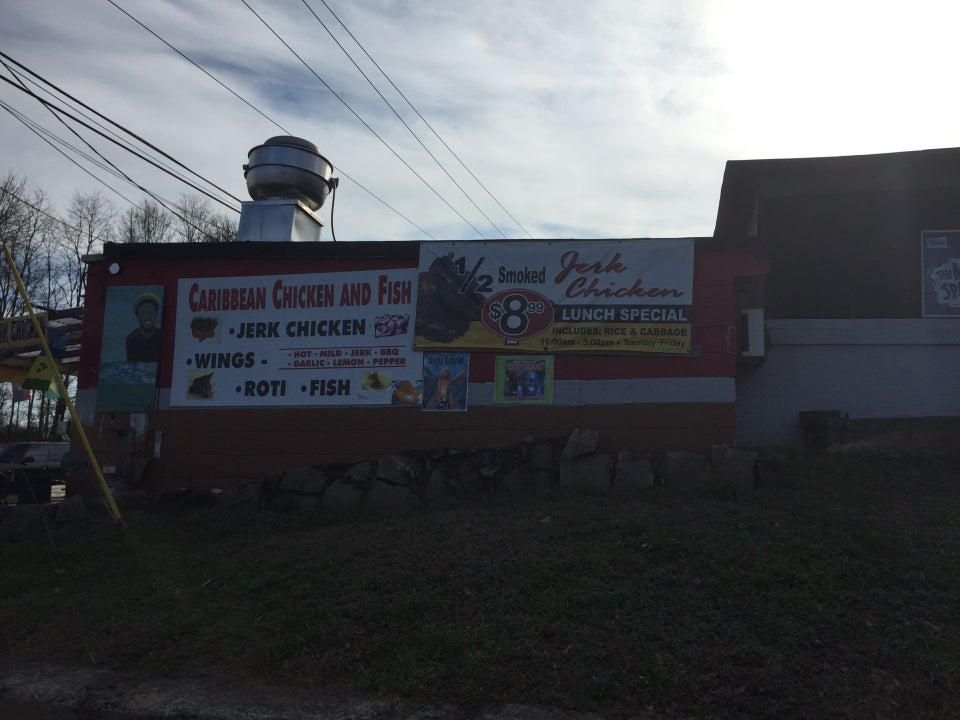 CARIBBEAN CHICKEN AND FISH
• JERK CHICKEN
• WINGS -
• HOT • MILD • JERK • BBQ
• GARLIC • LEMON • PEPPER
• ROTI • FISH
1/2 Smoked Jerk Chicken
$8.99
LUNCH SPECIAL
INCLUDES: RICE & CABBAGE
11:00am - 3:00pm • Tuesday-Friday
THE